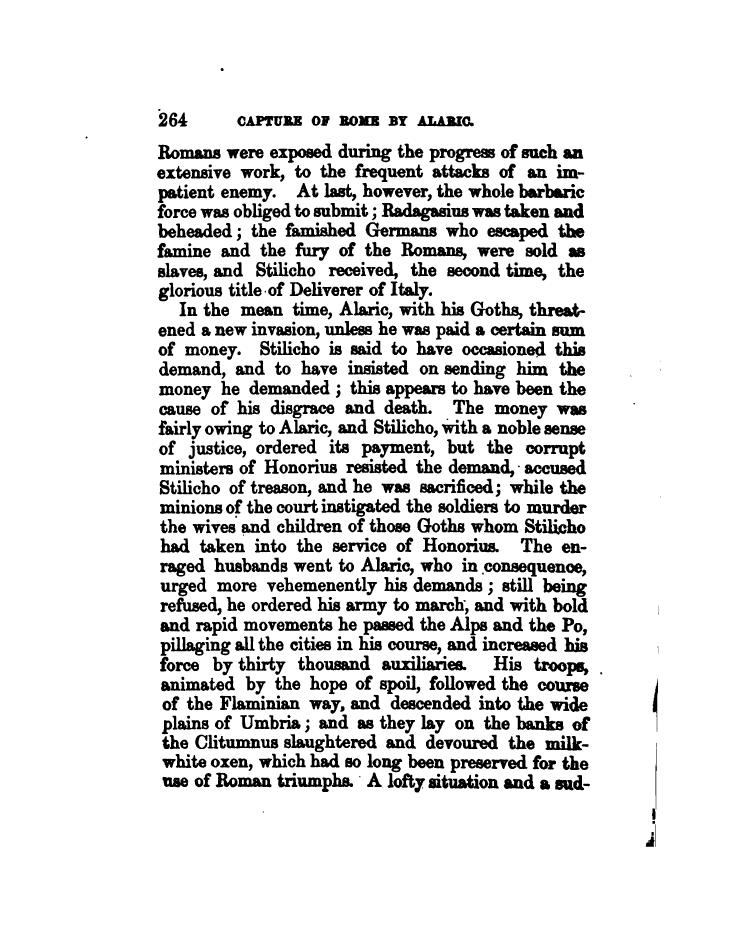 264 CAPTURE OF ROME BY ALARIC.
Romans were exposed during the progress of such an
extensive work, to the frequent attacks of an im-
patient enemy. At last, however, the whole barbaric
force was obliged to submit; Radagasius was taken and
beheaded; the famished Germans who escaped the
famine and the fury of the Romans, were sold as
slaves, and Stilicho received, the second time, the
glorious title of Deliverer of Italy.
In the mean time, Alaric, with his Goths, threat-
ened a new invasion, unless he was paid a certain sum
of money. Stilicho is said to have occasioned this
demand, and to have insisted on sending him the
money he demanded; this appears to have been the
cause of his disgrace and death. The money was
fairly owing to Alaric, and Stilicho, with a noble sense
of justice, ordered its payment, but the corrupt
ministers of Honorius resisted the demand, accused
Stilicho of treason, and he was sacrificed; while the
minions of the court instigated the soldiers to murder
the wives and children of those Goths whom Stilicho
had taken into the service of Honorius. The en-
raged husbands went to Alaric, who in consequence,
urged more vehemenently his demands; still being
refused, he ordered his army to march, and with bold
and rapid movements he passed the Alps and the Po,
pillaging all the cities in his course, and increased his
force by thirty thousand auxiliaries. His troops,
animated by the hope of spoil, followed the course
of the Flaminian way, and descended into the wide
plains of Umbria; and as they lay on the banks of
the Clitumnus slaughtered and devoured the milk-
white oxen, which had so long been preserved for the
use of Roman triumphs. A lofty situation and a sud-